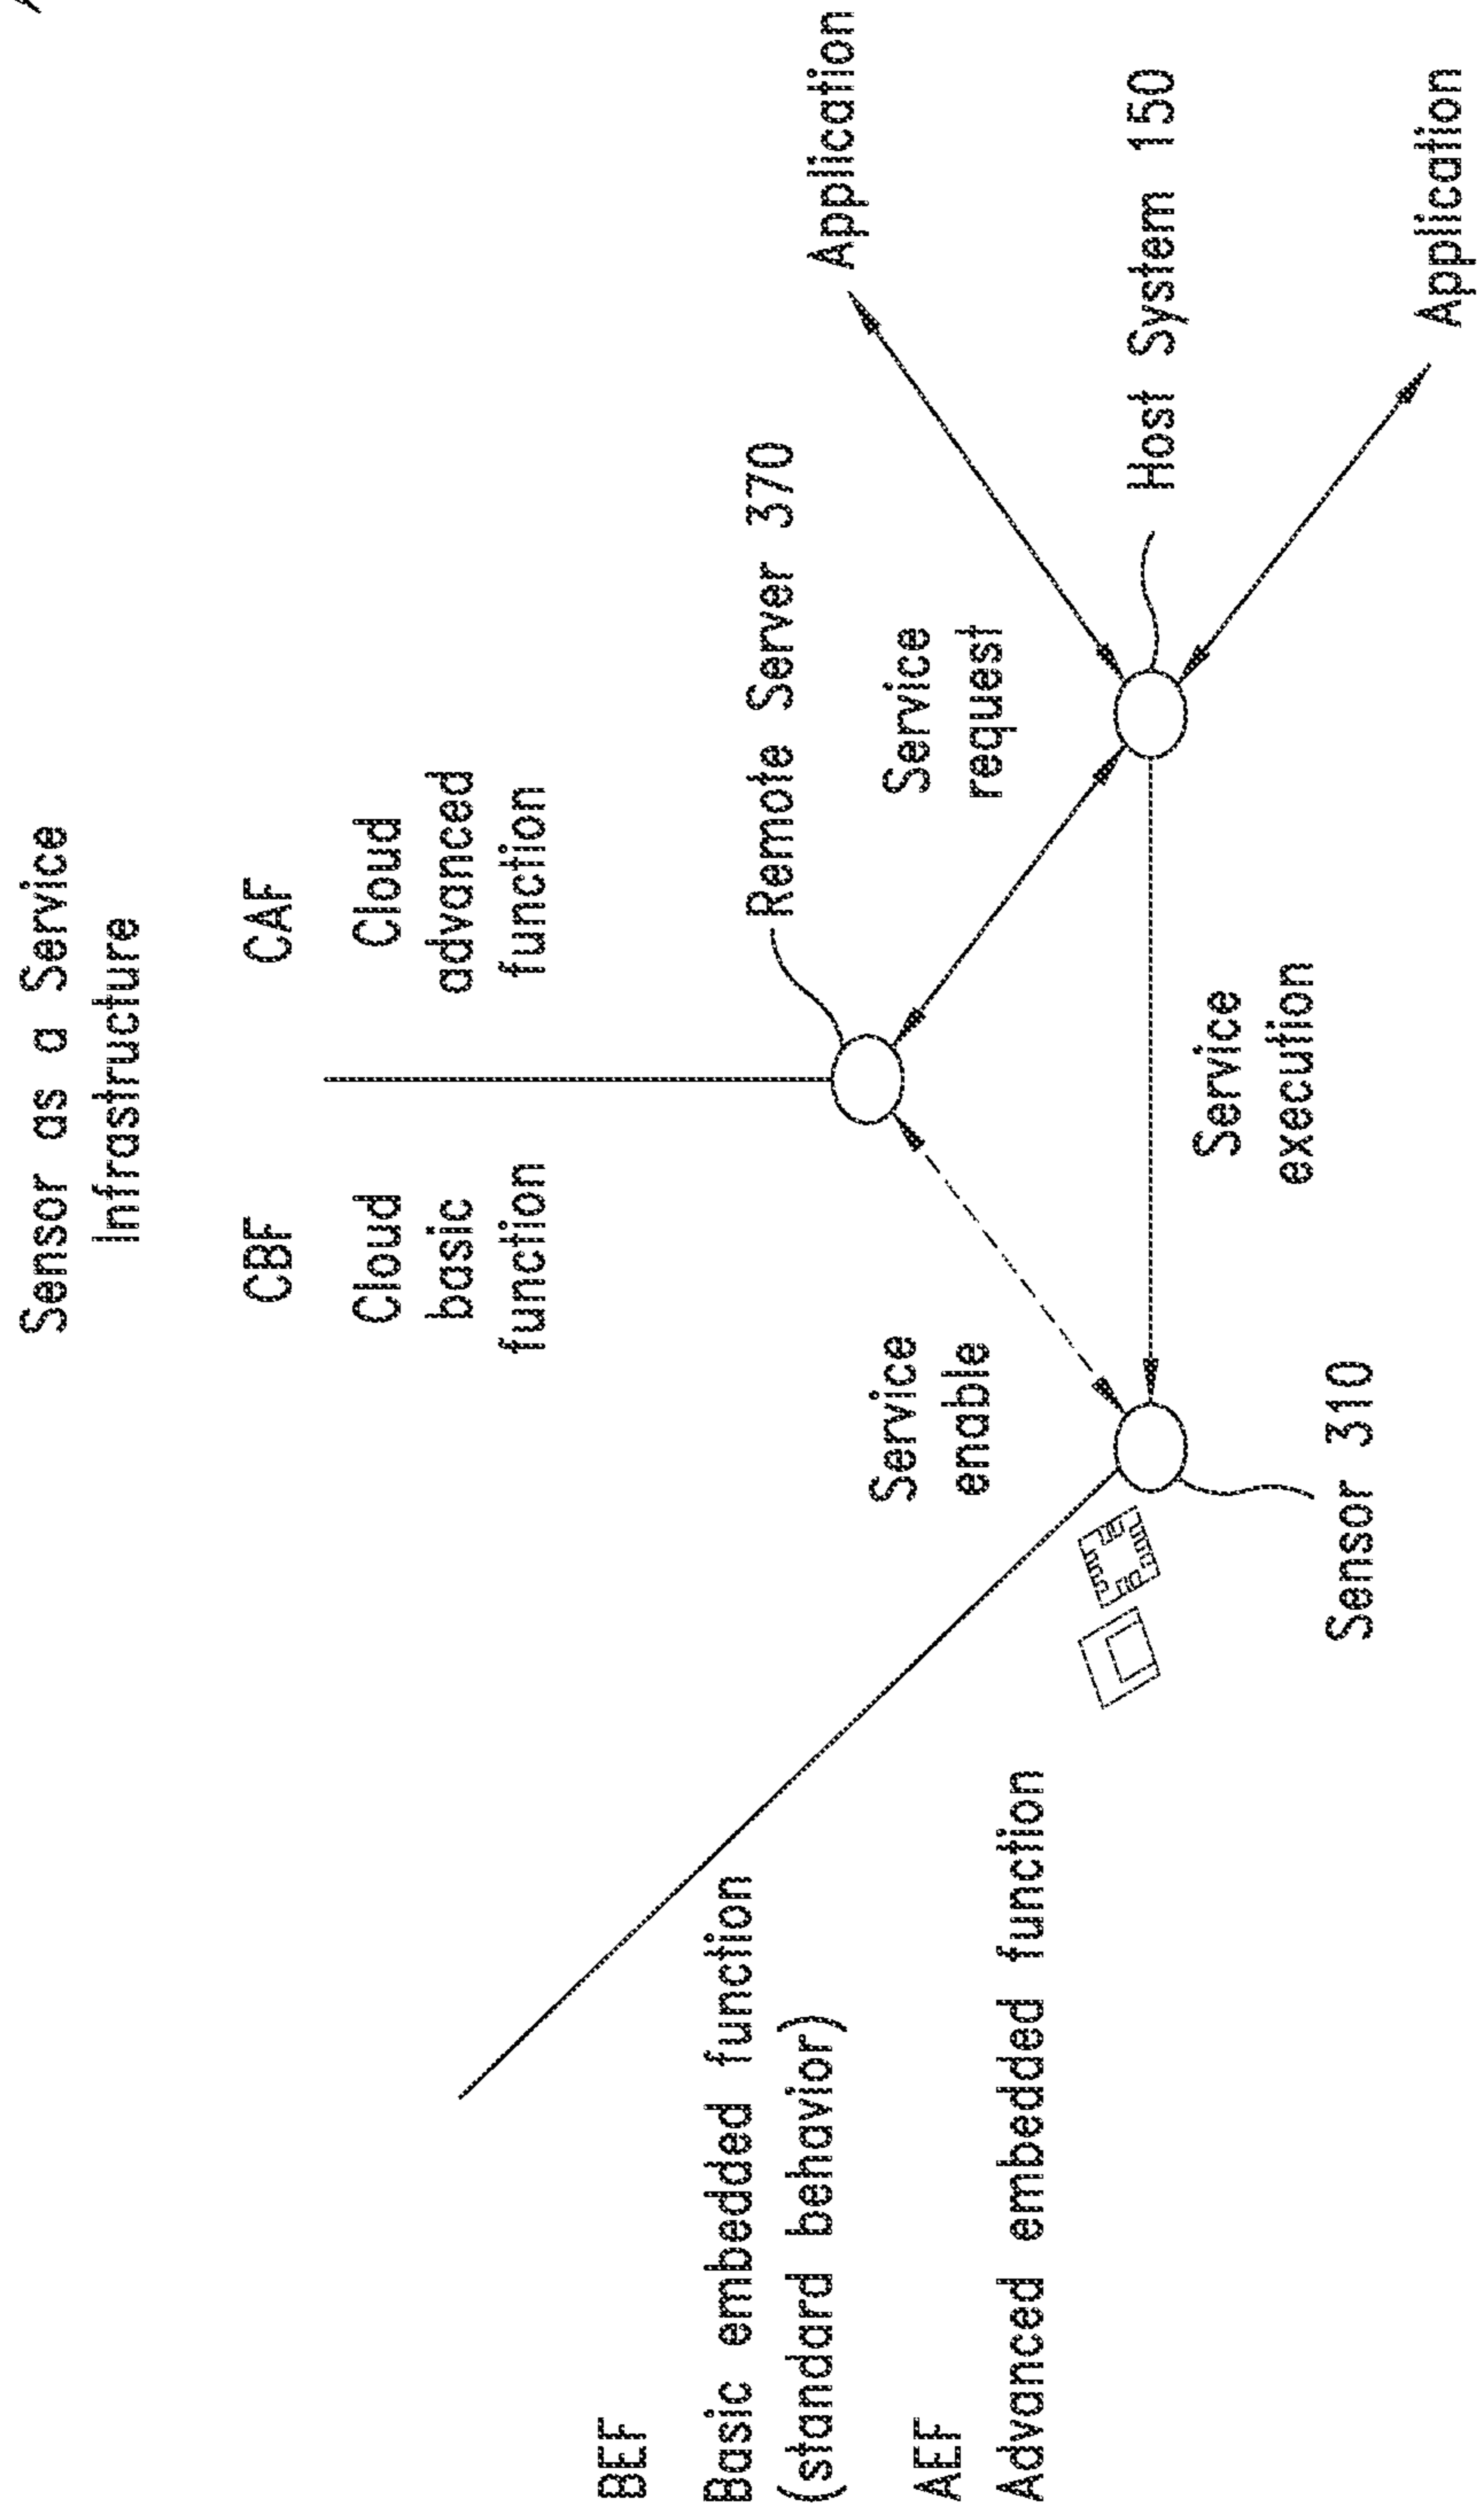 Sensor as a Service
Infrastructure
CBF
CAF
Cloud
basic
function
Cloud
advanced
function
BEF
Basic embedded function
(standard behavior)
AEF
Advanced embedded function
Remote Server 370
Service
enable
Service
request
Application
Host System 150
Service
execution
Sensor 310
Application